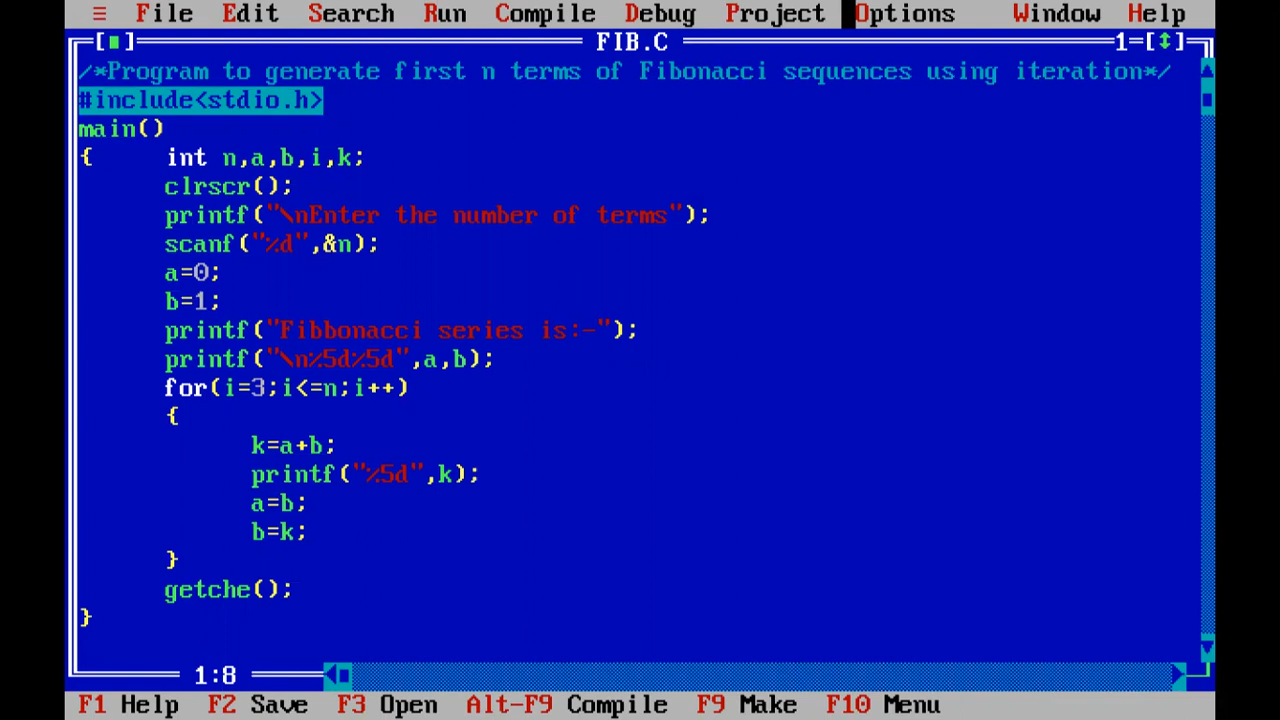 ≡ File Edit Search Run Compile Debug Project Options Window Help
[■] FIB.C 1=[↕]
/*Program to generate first n terms of Fibonacci sequences using iteration*/
#include<stdio.h>
main()
{ int n,a,b,i,k;
clrscr();
printf("\nEnter the number of terms");
scanf("%d",&n);
a=0;
b=1;
printf("Fibbonacci series is:-");
printf("\n%5d%5d",a,b);
for(i=3;i<=n;i++)
{
k=a+b;
printf("%5d",k);
a=b;
b=k;
}
getche();
}
1:8
F1 Help F2 Save F3 Open Alt-F9 Compile F9 Make F10 Menu